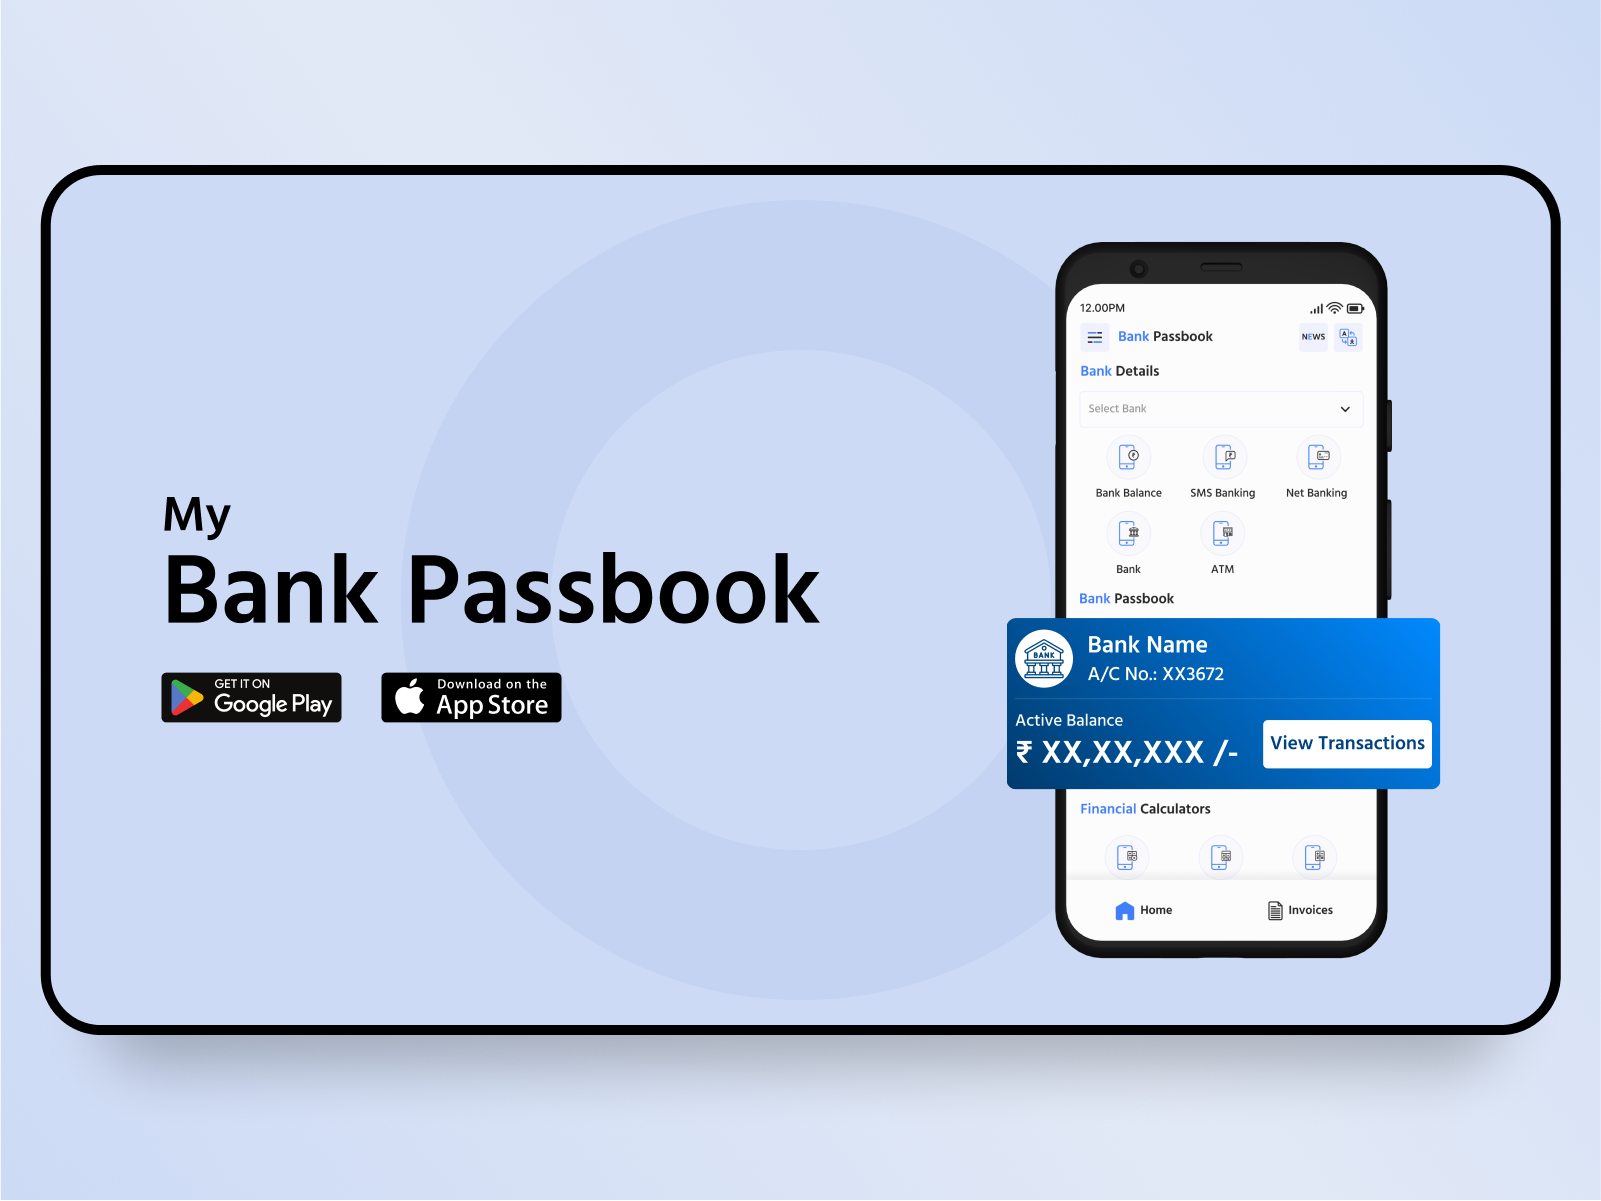 My
Bank Passbook
GET IT ON
Google Play
Download on the
App Store
12.00PM
Bank Passbook
NEWS
Bank Details
Select Bank
Bank Balance
SMS Banking
Net Banking
Bank
ATM
Bank Passbook
BANK
Bank Name
A/C No.: XX3672
Active Balance
₹ XX,XX,XXX /-
View Transactions
Financial Calculators
Home
Invoices